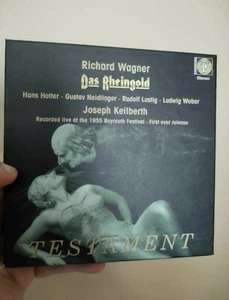 Richard Wagner
Das Rheingold
Hans Hotter · Gustav Neidlinger · Rudolf Lustig · Ludwig Weber
Joseph Keilberth
Recorded live at the 1955 Bayreuth Festival · First ever release
TESTAMENT
Stereo